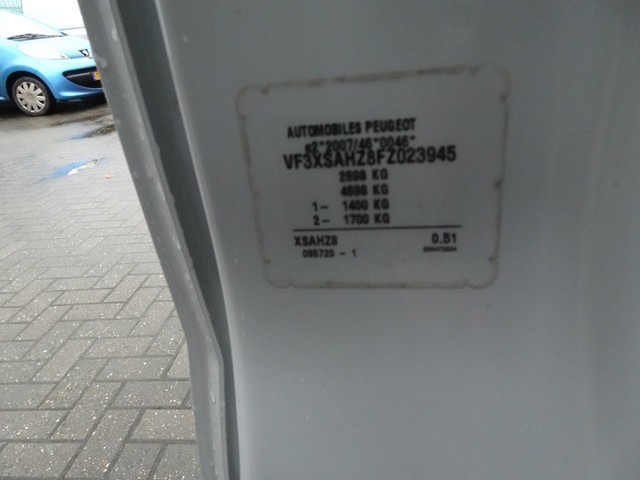 AUTOMOBILES PEUGEOT
e2*2007/46*0046*
VF3XSAHZ8FZ023945
2698 KG
4698 KG
1- 1400 KG
2- 1700 KG
XSAHZ8 0.51
095720 - 1